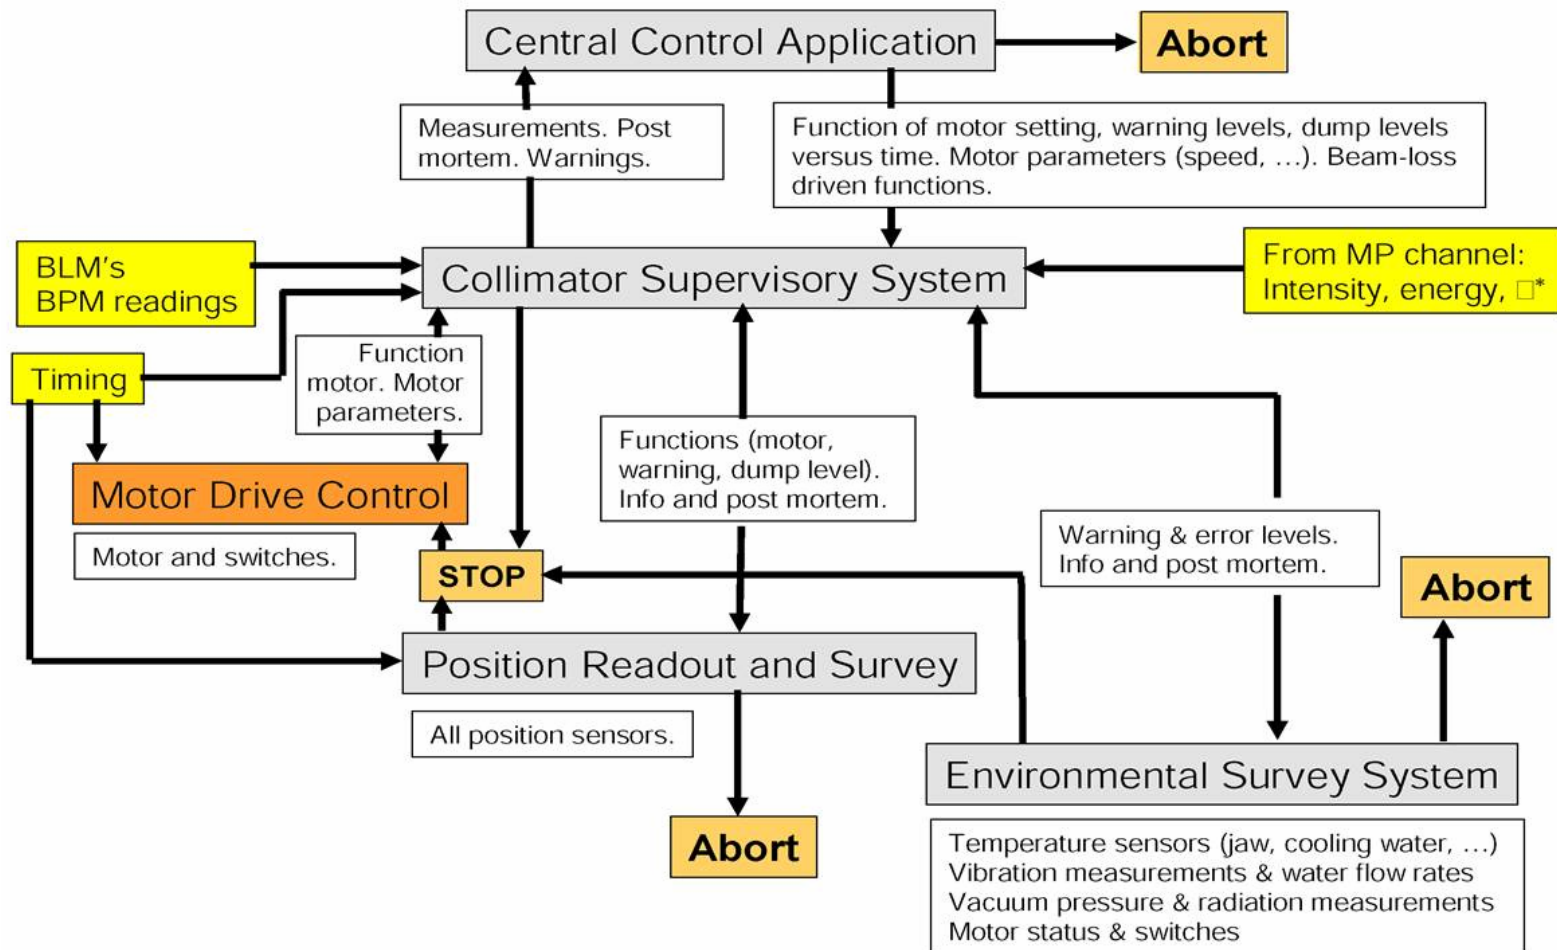 Central Control Application
Abort
Measurements. Post
mortem. Warnings.
Function of motor setting, warning levels, dump levels
versus time. Motor parameters (speed, …). Beam-loss
driven functions.
BLM's
BPM readings
Collimator Supervisory System
From MP channel:
Intensity, energy, □*
Timing
Function
motor. Motor
parameters.
Functions (motor,
warning, dump level).
Info and post mortem.
Motor Drive Control
Motor and switches.
STOP
Warning & error levels.
Info and post mortem.
Abort
Position Readout and Survey
All position sensors.
Environmental Survey System
Abort
Temperature sensors (jaw, cooling water, …)
Vibration measurements & water flow rates
Vacuum pressure & radiation measurements
Motor status & switches